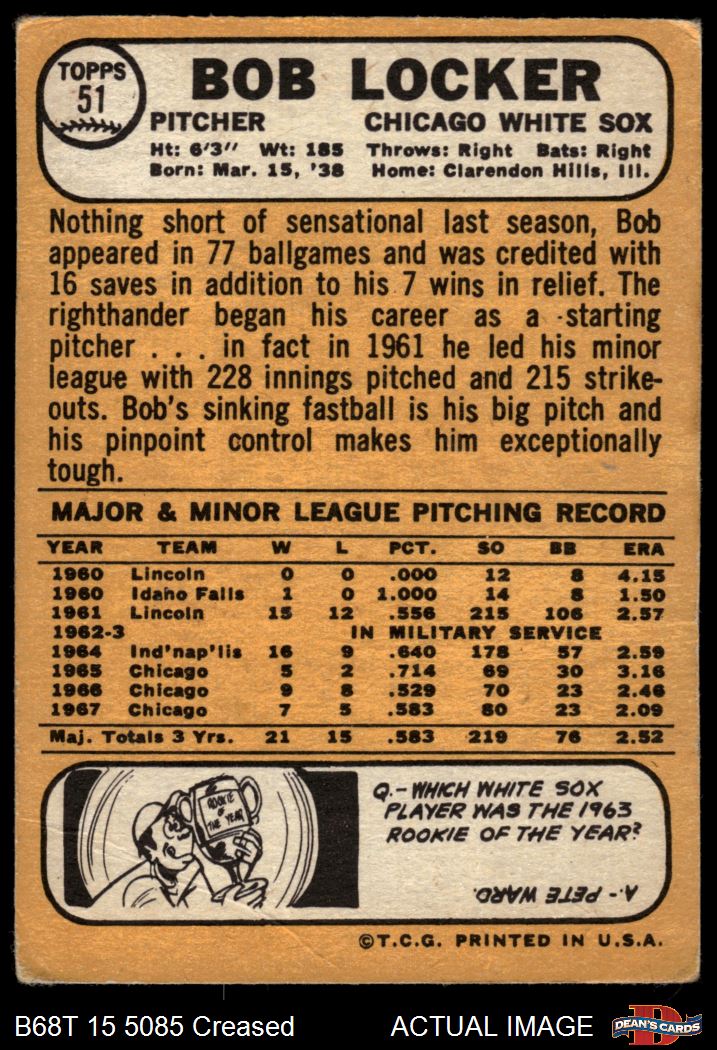 TOPPS
51
BOB LOCKER
PITCHER CHICAGO WHITE SOX
Ht: 6'3" Wt: 185 Throws: Right Bats: Right
Born: Mar. 15, '38 Home: Clarendon Hills, Ill.
Nothing short of sensational last season, Bob
appeared in 77 ballgames and was credited with
16 saves in addition to his 7 wins in relief. The
righthander began his career as a starting
pitcher . . . in fact in 1961 he led his minor
league with 228 innings pitched and 215 strike-
outs. Bob's sinking fastball is his big pitch and
his pinpoint control makes him exceptionally
tough.
MAJOR & MINOR LEAGUE PITCHING RECORD
YEAR TEAM W L PCT. SO BB ERA
1960 Lincoln 0 0 .000 12 8 4.15
1960 Idaho Falls 1 0 1.000 14 8 1.50
1961 Lincoln 15 12 .556 215 106 2.57
1962-3 IN MILITARY SERVICE
1964 Ind'nap'lis 16 9 .640 178 57 2.59
1965 Chicago 5 2 .714 69 30 3.16
1966 Chicago 9 8 .529 70 23 2.46
1967 Chicago 7 5 .583 80 23 2.09
Maj. Totals 3 Yrs. 21 15 .583 219 76 2.52
ROOKIE
OF
THE YEAR
Q.-WHICH WHITE SOX
PLAYER WAS THE 1963
ROOKIE OF THE YEAR?
A.- PETE WARD.
©T.C.G. PRINTED IN U.S.A.
B68T 15 5085 Creased ACTUAL IMAGE
D
DEAN'S CARDS